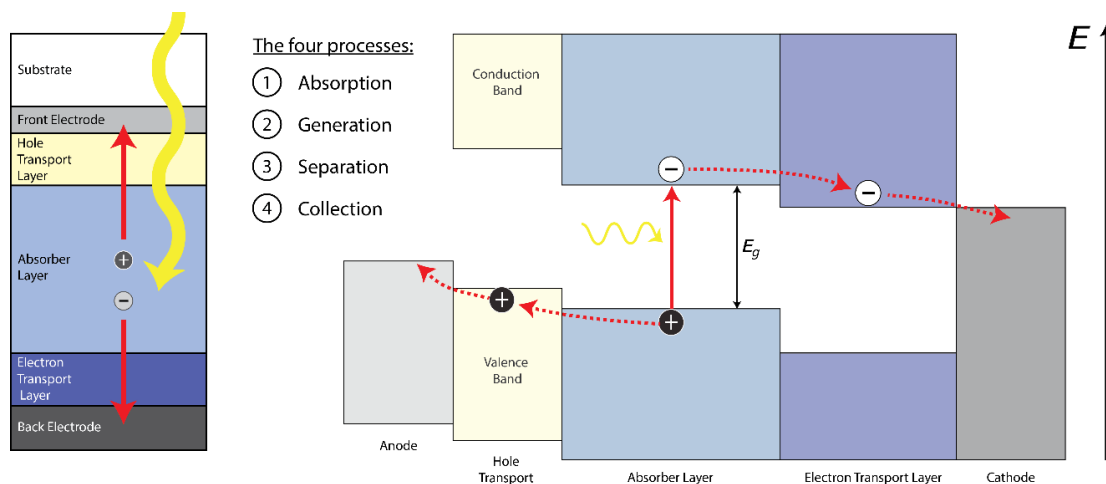 Substrate
Front Electrode
Hole
Transport
Layer
Absorber
Layer
Electron
Transport
Layer
Back Electrode
The four processes:
1 Absorption
2 Generation
3 Separation
4 Collection
E
Conduction
Band
−
−
E_g
+
+
Valence
Band
+
−
Anode
Hole
Transport
Absorber Layer
Electron Transport Layer
Cathode